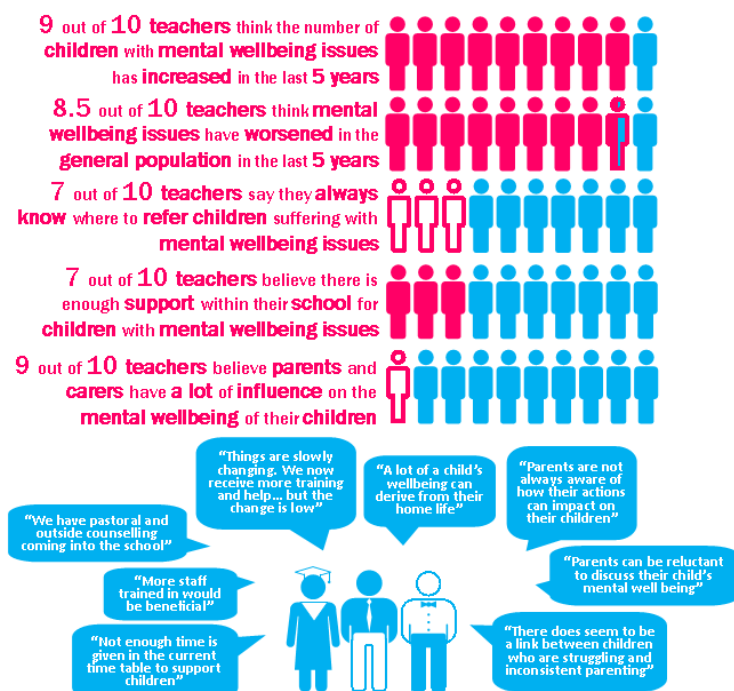 9 out of 10 teachers think the number of
children with mental wellbeing issues
has increased in the last 5 years
8.5 out of 10 teachers think mental
wellbeing issues have worsened in the
general population in the last 5 years
7 out of 10 teachers say they always
know where to refer children suffering with
mental wellbeing issues
7 out of 10 teachers believe there is
enough support within their school for
children with mental wellbeing issues
9 out of 10 teachers believe parents and
carers have a lot of influence on the
mental wellbeing of their children
“Things are slowly
changing. We now
receive more training
and help... but the
change is low”
“A lot of a child’s
wellbeing can
derive from their
home life”
“Parents are not
always aware of
how their actions
can impact on
their children”
“We have pastoral and
outside counselling
coming into the school”
“Parents can be reluctant
to discuss their child’s
mental well being”
“More staff
trained in would
be beneficial”
“Not enough time is
given in the current
time table to support
children”
“There does seem to be
a link between children
who are struggling and
inconsistent parenting”